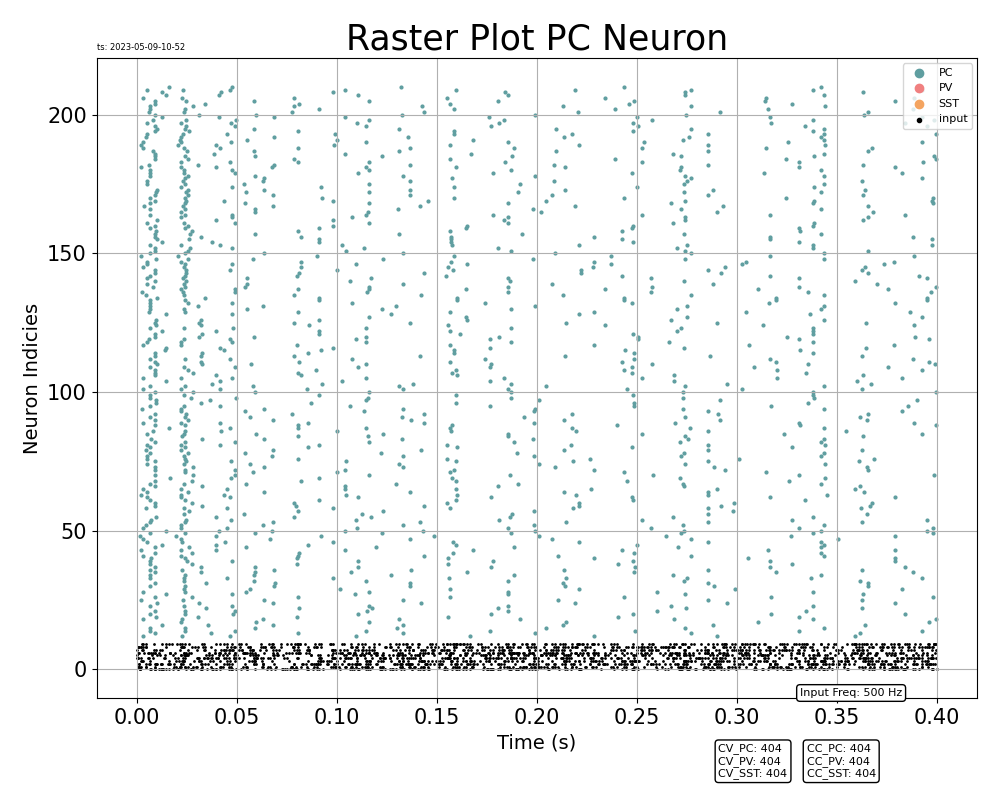 Raster Plot PC Neuron
ts: 2023-05-09-10-52
PC
PV
SST
input
200
150
100
50
0
Neuron Indicies
Input Freq: 500 Hz
0.00 0.05 0.10 0.15 0.20 0.25 0.30 0.35 0.40
Time (s)
CV_PC: 404
CV_PV: 404
CV_SST: 404
CC_PC: 404
CC_PV: 404
CC_SST: 404